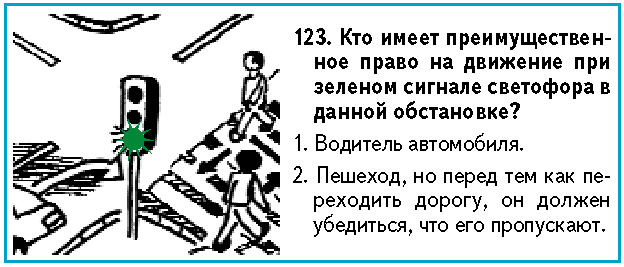 123. Кто имеет преимуществен-
ное право на движение при
зеленом сигнале светофора в
данной обстановке?
1. Водитель автомобиля.
2. Пешеход, но перед тем как пе-
реходить дорогу, он должен
убедиться, что его пропускают.